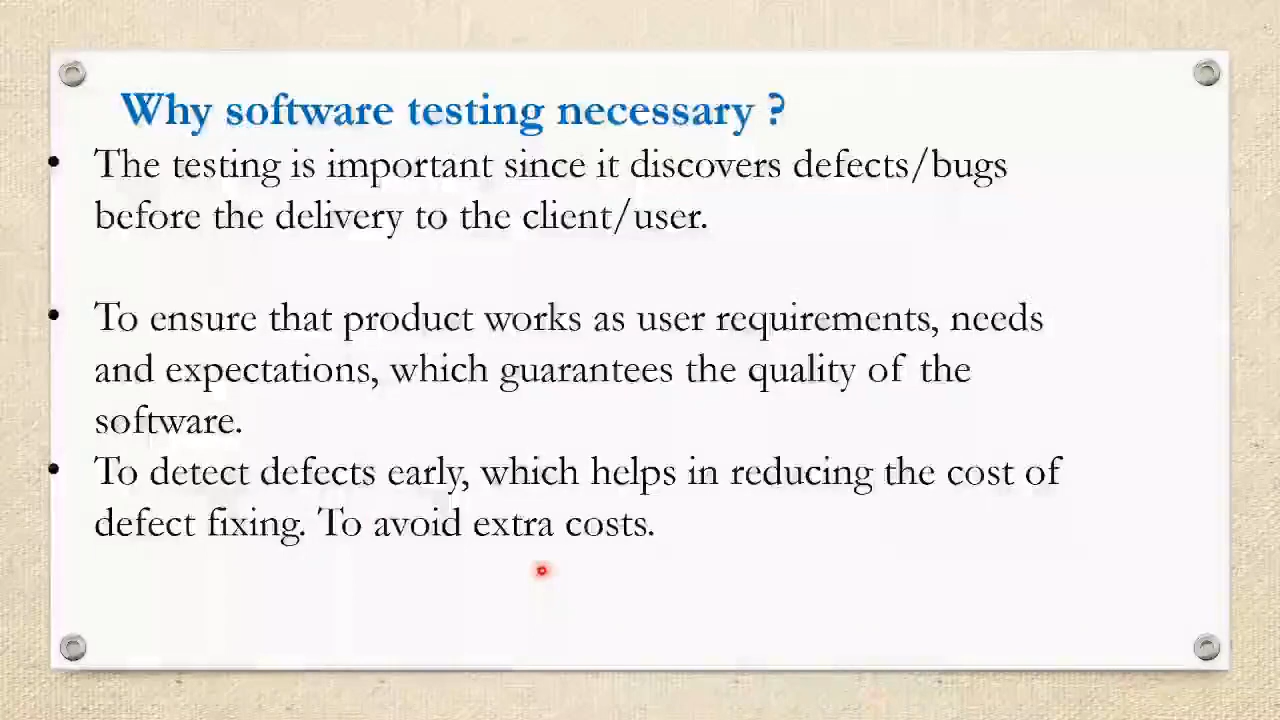 Why software testing necessary ?
• The testing is important since it discovers defects/bugs
before the delivery to the client/user.
• To ensure that product works as user requirements, needs
and expectations, which guarantees the quality of the
software.
• To detect defects early, which helps in reducing the cost of
defect fixing. To avoid extra costs.